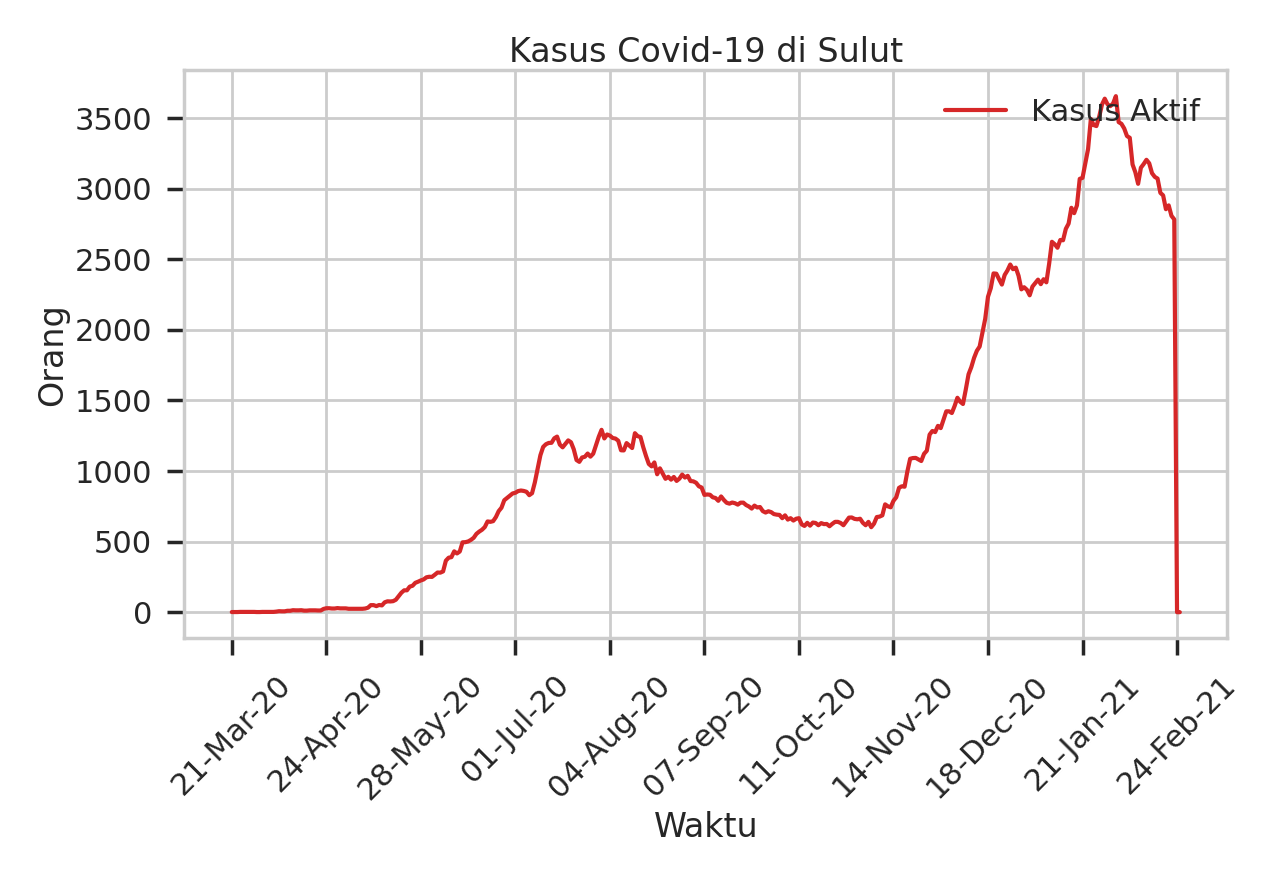 Kasus Covid-19 di Sulut
Kasus Aktif
3500
3000
2500
2000
1500
1000
500
0
Orang
21-Mar-20
24-Apr-20
28-May-20
01-Jul-20
04-Aug-20
07-Sep-20
11-Oct-20
14-Nov-20
18-Dec-20
21-Jan-21
24-Feb-21
Waktu